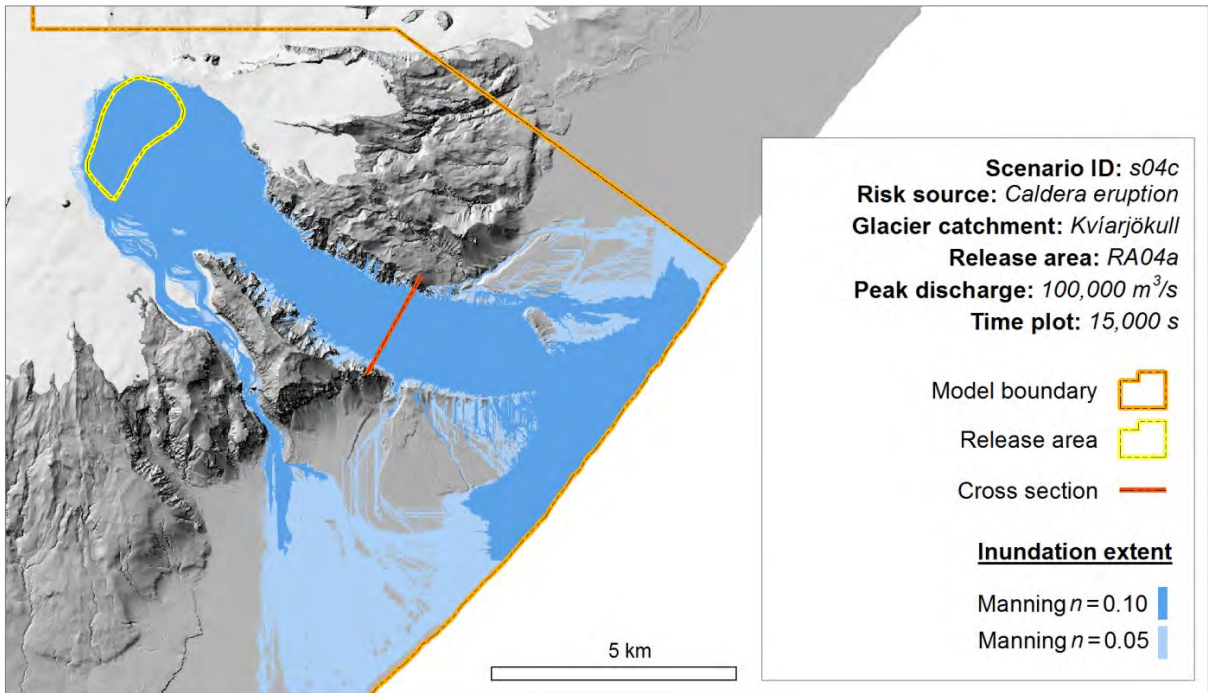 Scenario ID: s04c
Risk source: Caldera eruption
Glacier catchment: Kvíarjökull
Release area: RA04a
Peak discharge: 100,000 m³/s
Time plot: 15,000 s
Model boundary
Release area
Cross section
Inundation extent
Manning n = 0.10
Manning n = 0.05
5 km